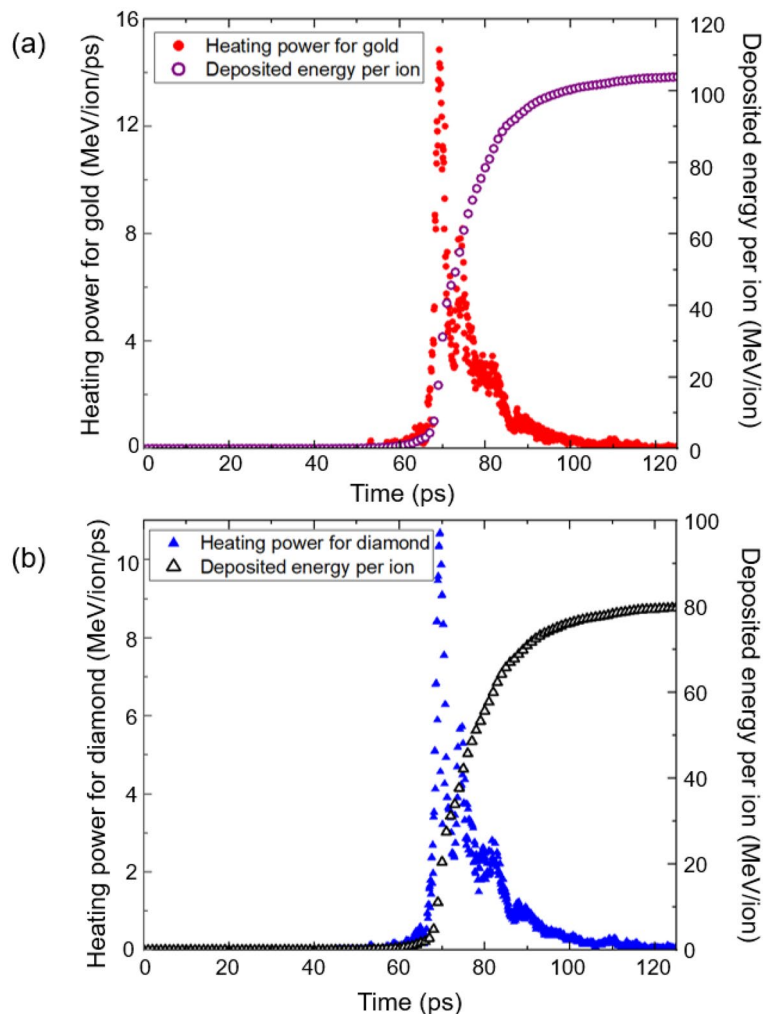 (a)
Heating power for gold
Deposited energy per ion
Heating power for gold (MeV/ion/ps)
16
12
8
4
0
120
100
80
60
40
20
0
Deposited energy per ion (MeV/ion)
0 20 40 60 80 100 120
Time (ps)
(b)
Heating power for diamond
Deposited energy per ion
Heating power for diamond (MeV/ion/ps)
10
8
6
4
2
0
100
80
60
40
20
0
Deposited energy per ion (MeV/ion)
0 20 40 60 80 100 120
Time (ps)